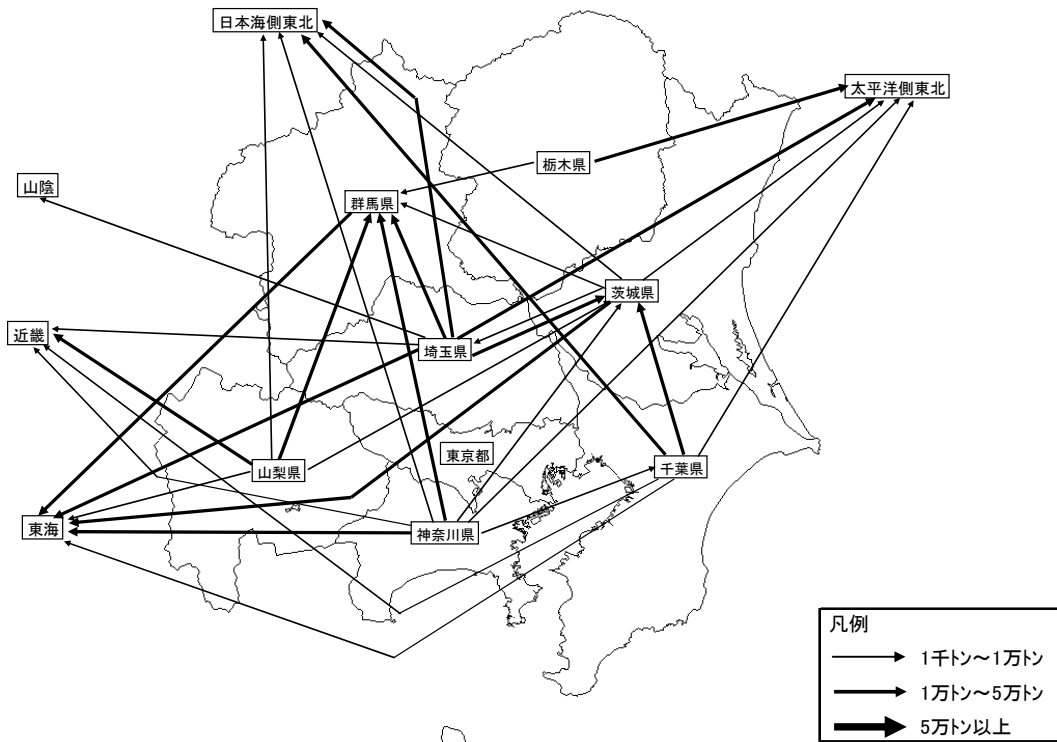 日本海側東北
太平洋側東北
栃木県
山陰
群馬県
茨城県
近畿
埼玉県
東京都
山梨県
千葉県
東海
神奈川県
凡例
1千トン～1万トン
1万トン～5万トン
5万トン以上